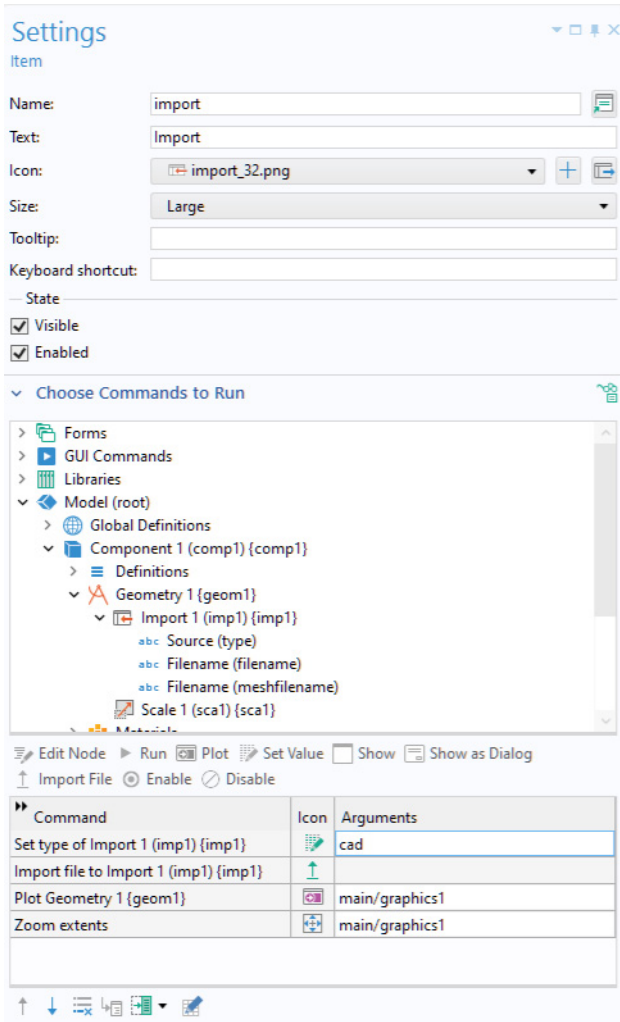 Settings
Item
Name: import
Text: Import
Icon: import_32.png
Size: Large
Tooltip:
Keyboard shortcut:
State
Visible
Enabled
Choose Commands to Run
Forms
GUI Commands
Libraries
Model (root)
Global Definitions
Component 1 (comp1) {comp1}
Definitions
Geometry 1 {geom1}
Import 1 (imp1) {imp1}
abc Source (type)
abc Filename (filename)
abc Filename (meshfilename)
Scale 1 (sca1) {sca1}
Materials
Edit Node Run Plot Set Value Show Show as Dialog
Import File Enable Disable
Command Icon Arguments
Set type of Import 1 (imp1) {imp1} cad
Import file to Import 1 (imp1) {imp1}
Plot Geometry 1 {geom1} main/graphics1
Zoom extents main/graphics1